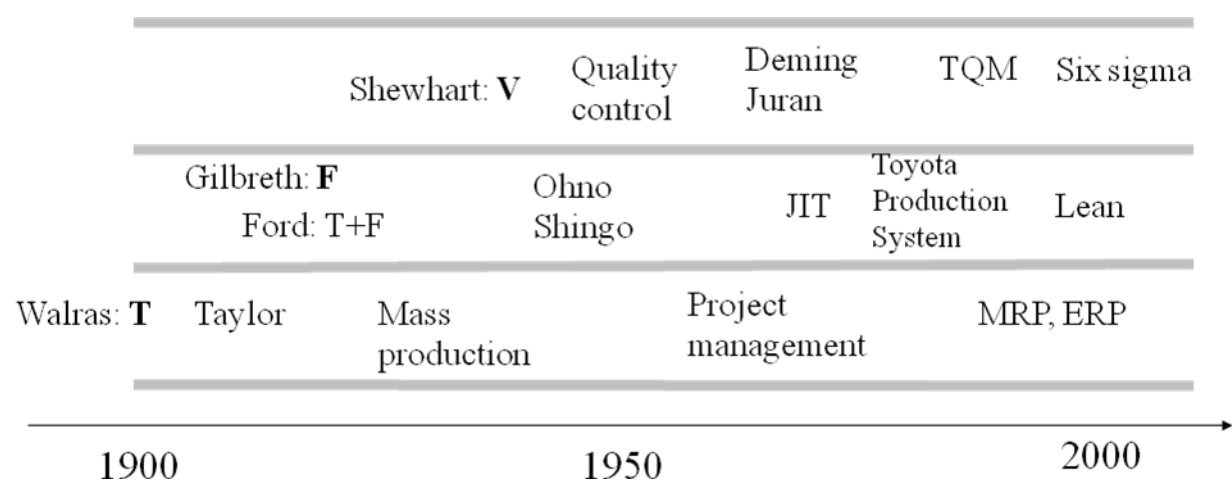 Shewhart: V
Quality
control
Deming
Juran
TQM
Six sigma
Gilbreth: F
Ford: T+F
Ohno
Shingo
JIT
Toyota
Production
System
Lean
Walras: T
Taylor
Mass
production
Project
management
MRP, ERP
1900
1950
2000